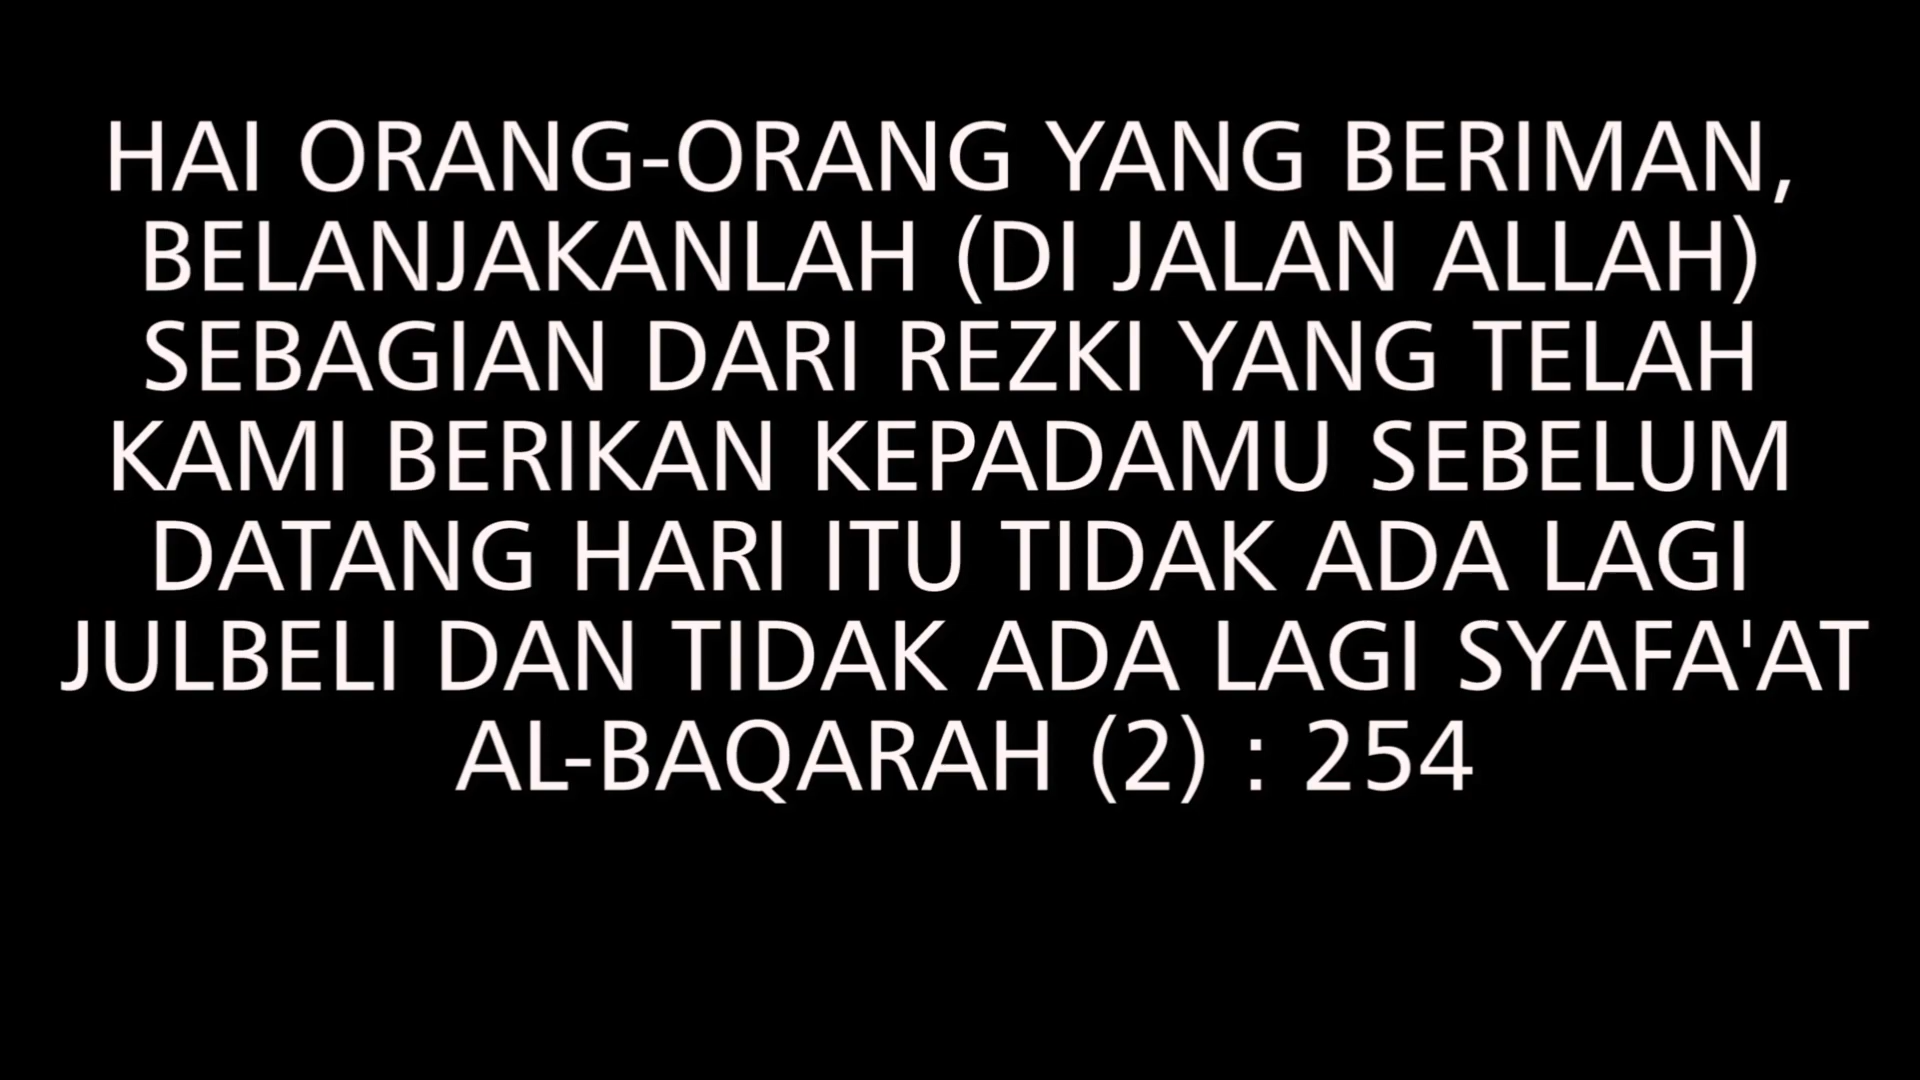 HAI ORANG-ORANG YANG BERIMAN,
BELANJAKANLAH (DI JALAN ALLAH)
SEBAGIAN DARI REZKI YANG TELAH
KAMI BERIKAN KEPADAMU SEBELUM
DATANG HARI ITU TIDAK ADA LAGI
JULBELI DAN TIDAK ADA LAGI SYAFA'AT
AL-BAQARAH (2) : 254